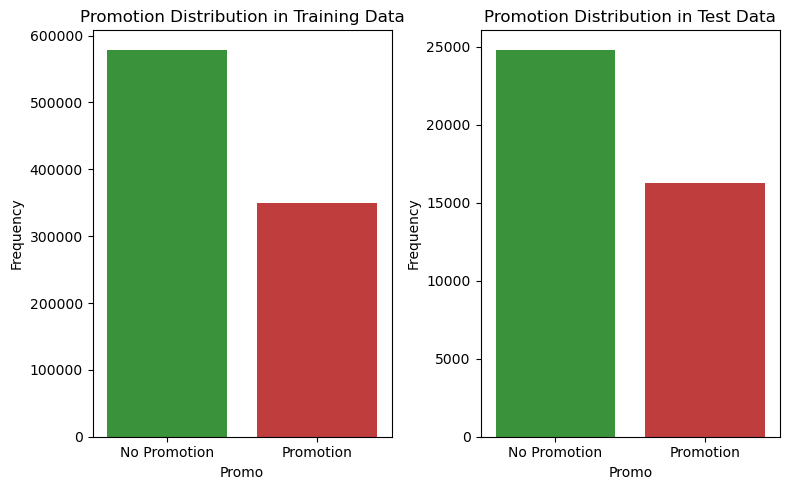 Promotion Distribution in Training Data
600000
500000
400000
300000
200000
100000
0
Frequency
No Promotion
Promotion
Promo
Promotion Distribution in Test Data
25000
20000
15000
10000
5000
0
Frequency
No Promotion
Promotion
Promo